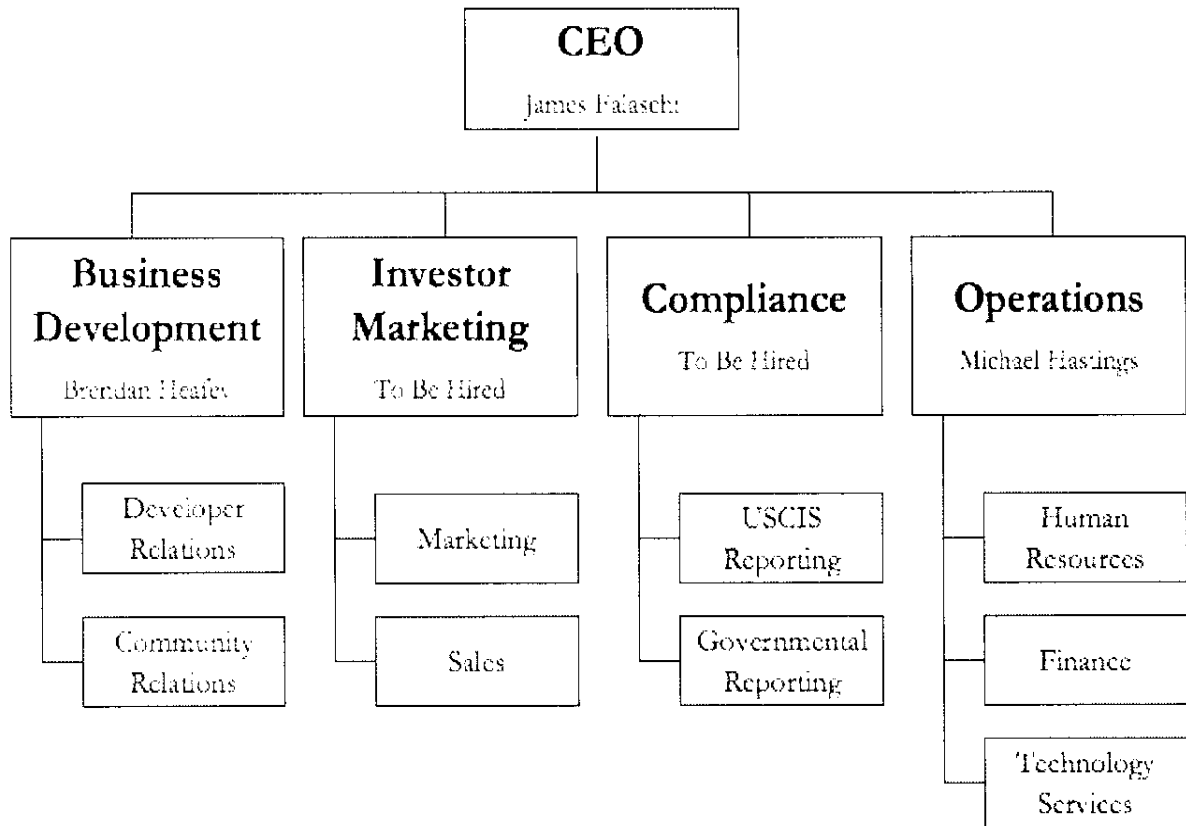 CEO
James Falaschi
Business
Development
Brendan Heafey
Investor
Marketing
To Be Hired
Compliance
To Be Hired
Operations
Michael Hastings
Developer
Relations
Community
Relations
Marketing
Sales
USCIS
Reporting
Governmental
Reporting
Human
Resources
Finance
Technology
Services